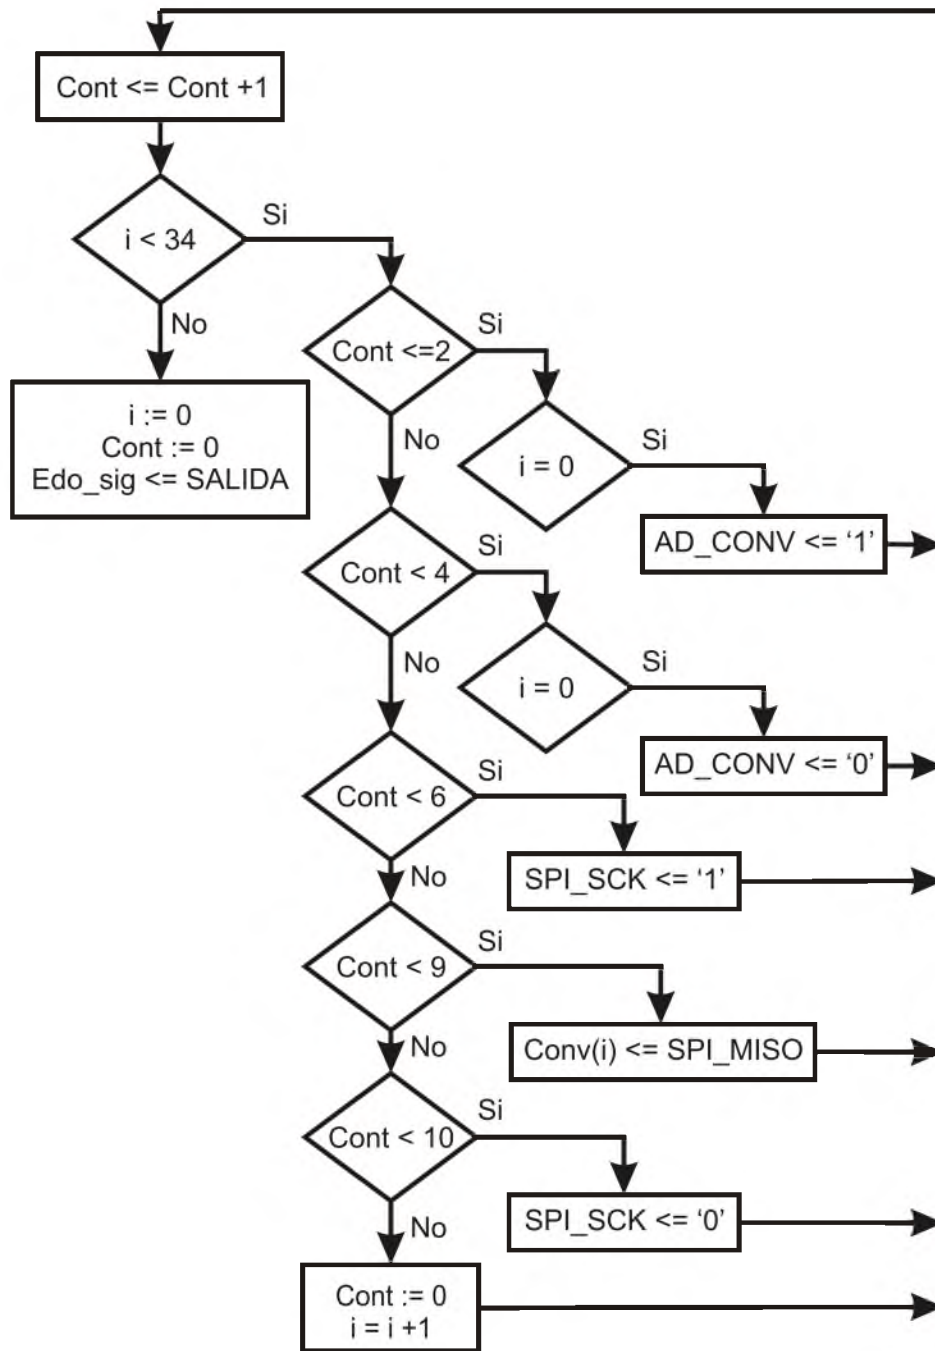 Cont <= Cont +1
i < 34
Si
No
i := 0
Cont := 0
Edo_sig <= SALIDA
Cont <=2
Si
No
i = 0
Si
AD_CONV <= ‘1’
Cont < 4
Si
No
i = 0
Si
AD_CONV <= ‘0’
Cont < 6
Si
No
SPI_SCK <= ‘1’
Cont < 9
Si
No
Conv(i) <= SPI_MISO
Cont < 10
Si
No
SPI_SCK <= ‘0’
Cont := 0
i = i +1